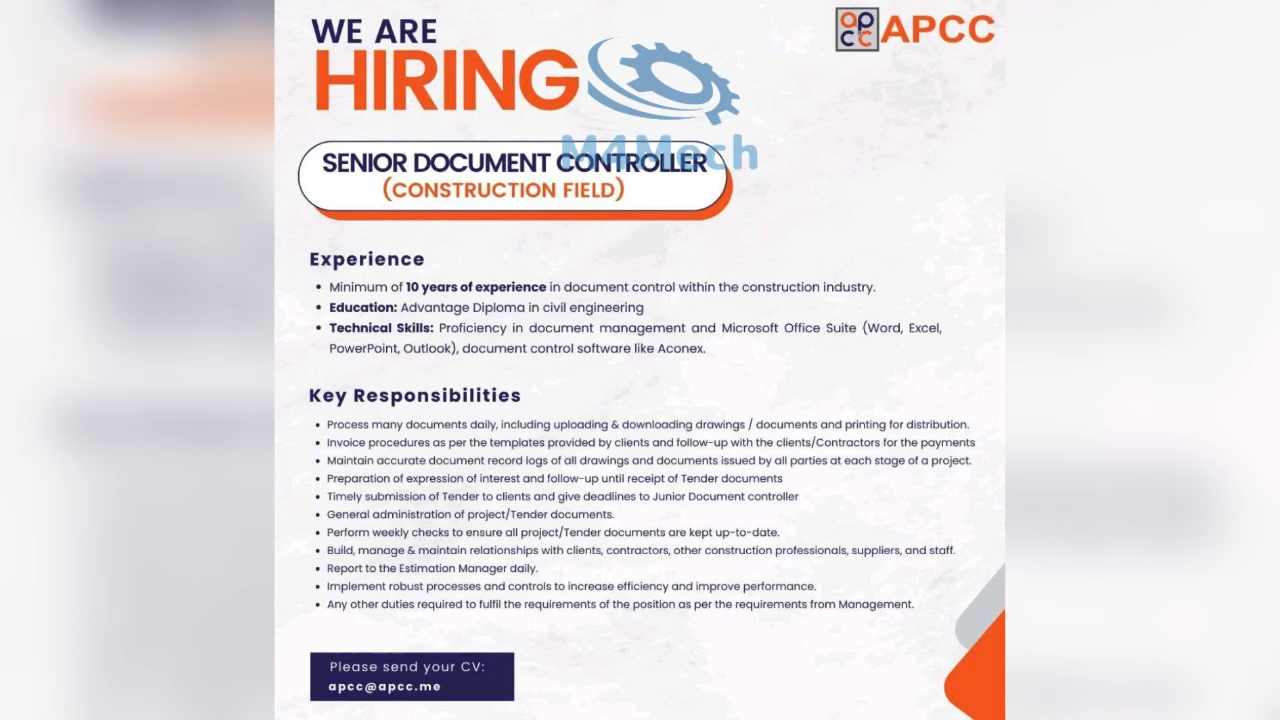 WE ARE
HIRING
apcc APCC
M4Mech
SENIOR DOCUMENT CONTROLLER
(CONSTRUCTION FIELD)
Experience
• Minimum of 10 years of experience in document control within the construction industry.
• Education: Advantage Diploma in civil engineering
• Technical Skills: Proficiency in document management and Microsoft Office Suite (Word, Excel,
PowerPoint, Outlook), document control software like Aconex.
Key Responsibilities
• Process many documents daily, including uploading & downloading drawings / documents and printing for distribution.
• Invoice procedures as per the templates provided by clients and follow-up with the clients/Contractors for the payments
• Maintain accurate document record logs of all drawings and documents issued by all parties at each stage of a project.
• Preparation of expression of interest and follow-up until receipt of Tender documents
• Timely submission of Tender to clients and give deadlines to Junior Document controller
• General administration of project/Tender documents.
• Perform weekly checks to ensure all project/Tender documents are kept up-to-date.
• Build, manage & maintain relationships with clients, contractors, other construction professionals, suppliers, and staff.
• Report to the Estimation Manager daily.
• Implement robust processes and controls to increase efficiency and improve performance.
• Any other duties required to fulfil the requirements of the position as per the requirements from Management.
Please send your CV:
apcc@apcc.me